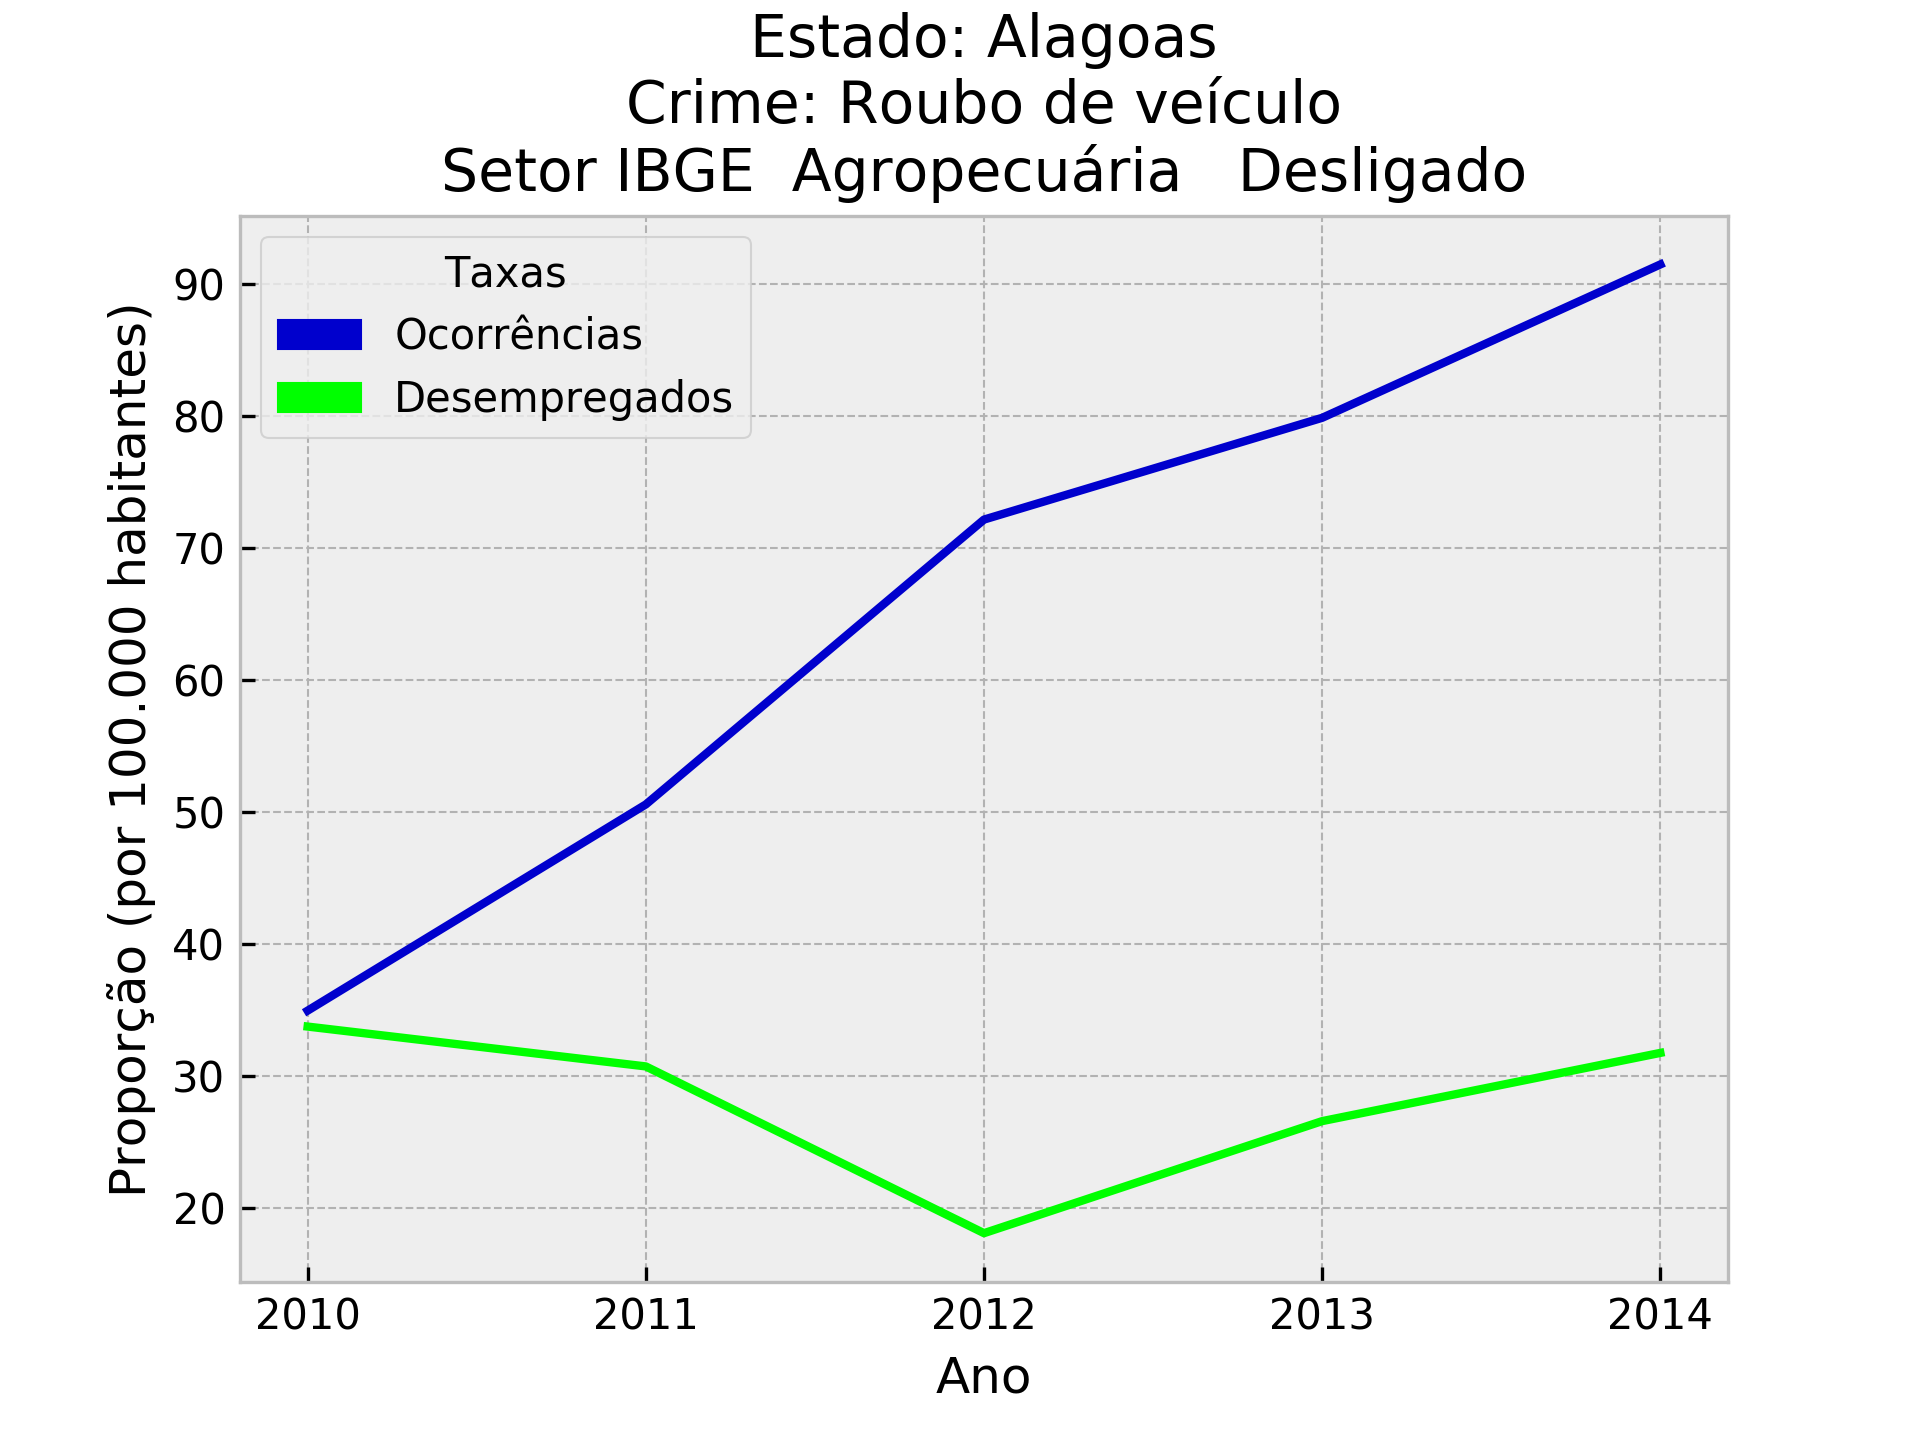 Estado: Alagoas
Crime: Roubo de veículo
Setor IBGE  Agropecuária   Desligado
Proporção (por 100.000 habitantes)
90
80
70
60
50
40
30
20
Taxas
Ocorrências
Desempregados
2010 2011 2012 2013 2014
Ano